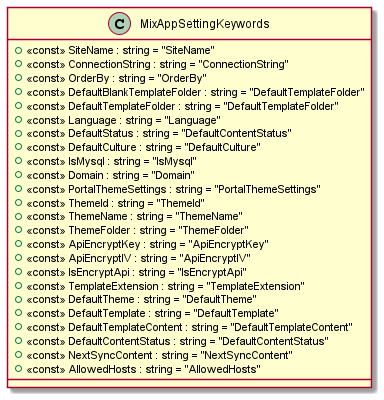 C MixAppSettingKeywords
«const» SiteName : string = "SiteName"
«const» ConnectionString : string = "ConnectionString"
«const» OrderBy : string = "OrderBy"
«const» DefaultBlankTemplateFolder : string = "DefaultTemplateFolder"
«const» DefaultTemplateFolder : string = "DefaultTemplateFolder"
«const» Language : string = "Language"
«const» DefaultStatus : string = "DefaultContentStatus"
«const» DefaultCulture : string = "DefaultCulture"
«const» IsMysql : string = "IsMysql"
«const» Domain : string = "Domain"
«const» PortalThemeSettings : string = "PortalThemeSettings"
«const» ThemeId : string = "ThemeId"
«const» ThemeName : string = "ThemeName"
«const» ThemeFolder : string = "ThemeFolder"
«const» ApiEncryptKey : string = "ApiEncryptKey"
«const» ApiEncryptIV : string = "ApiEncryptIV"
«const» IsEncryptApi : string = "IsEncryptApi"
«const» TemplateExtension : string = "TemplateExtension"
«const» DefaultTheme : string = "DefaultTheme"
«const» DefaultTemplate : string = "DefaultTemplate"
«const» DefaultTemplateContent : string = "DefaultTemplateContent"
«const» DefaultContentStatus : string = "DefaultContentStatus"
«const» NextSyncContent : string = "NextSyncContent"
«const» AllowedHosts : string = "AllowedHosts"